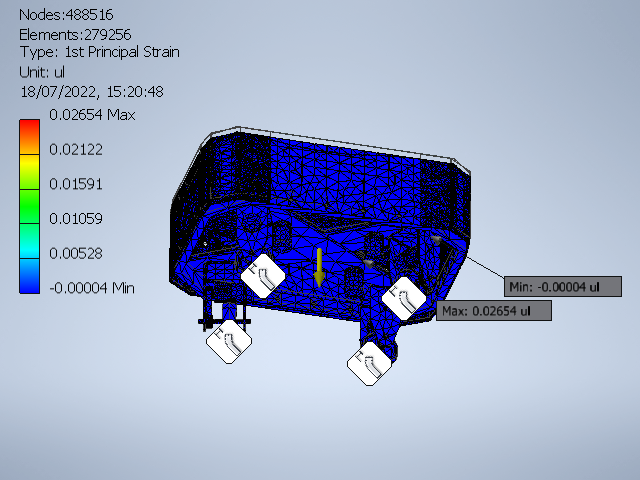 Nodes:488516
Elements:279256
Type: 1st Principal Strain
Unit: ul
18/07/2022, 15:20:48
0.02654 Max
0.02122
0.01591
0.01059
0.00528
-0.00004 Min
Min: -0.00004 ul
Max: 0.02654 ul